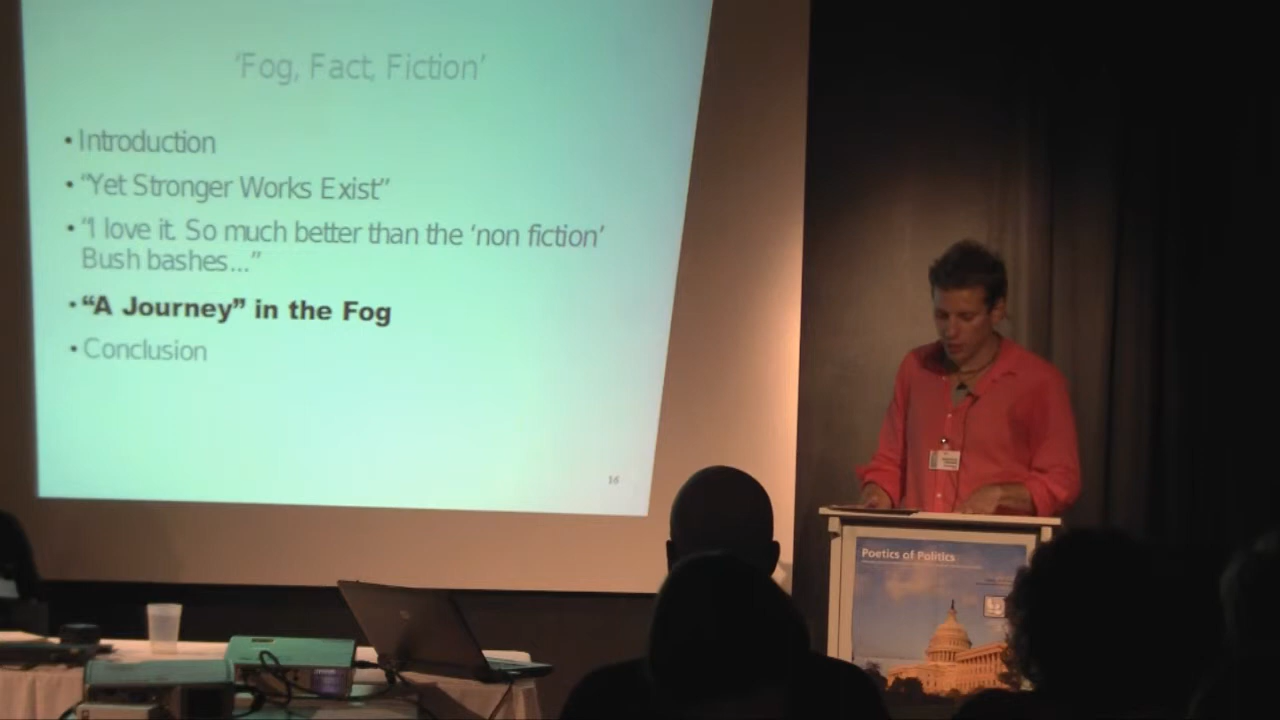 'Fog, Fact, Fiction'
• Introduction
• "Yet Stronger Works Exist"
• "I love it. So much better than the 'non fiction'
Bush bashes..."
• "A Journey" in the Fog
• Conclusion
16
Poetics of Politics